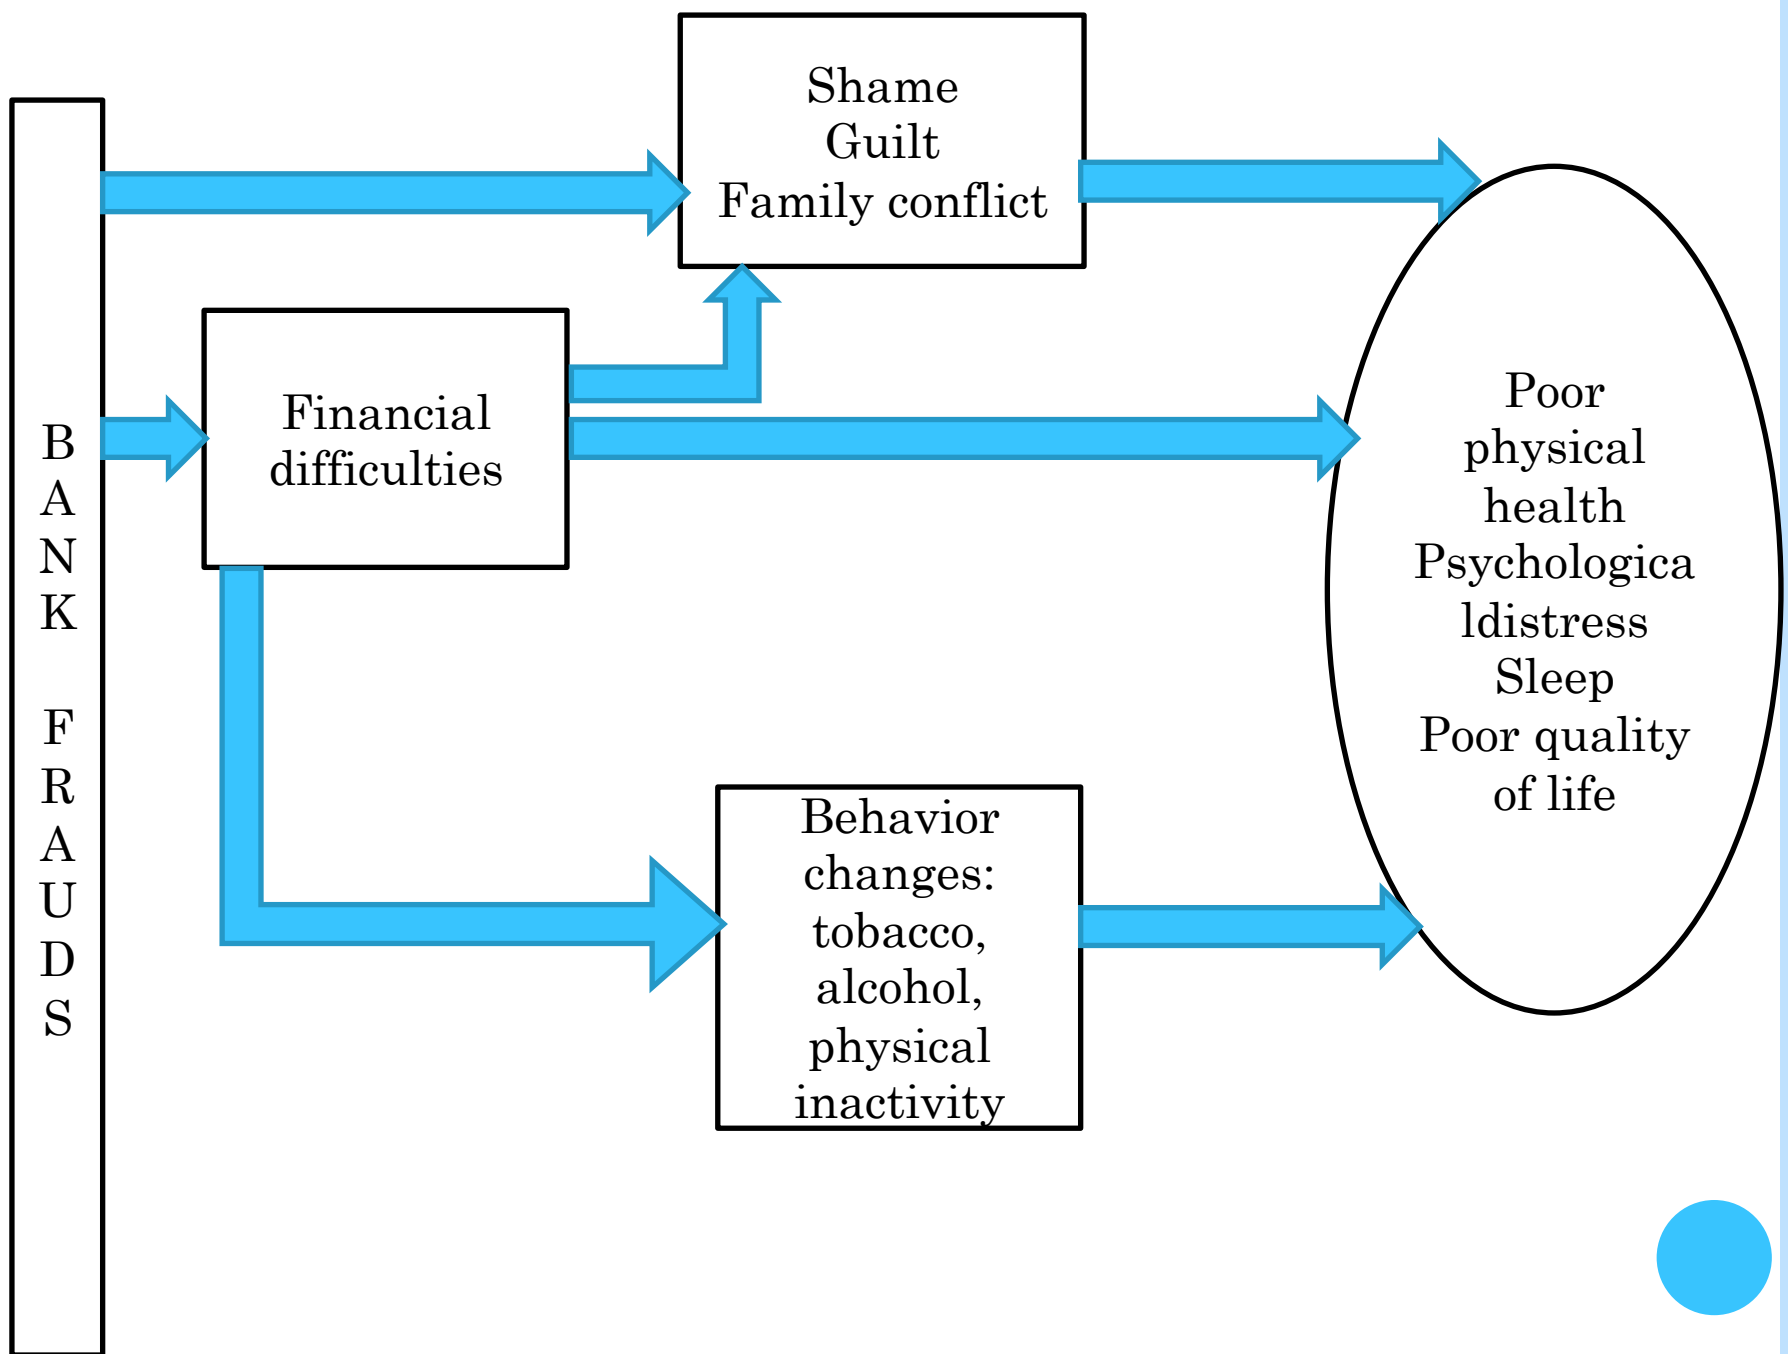 B
A
N
K
F
R
A
U
D
S
Shame
Guilt
Family conflict
Financial
difficulties
Behavior
changes:
tobacco,
alcohol,
physical
inactivity
Poor
physical
health
Psychologica
ldistress
Sleep
Poor quality
of life